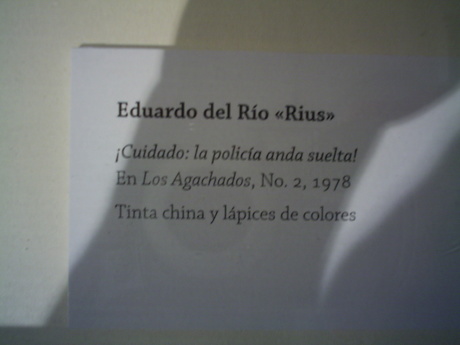 Eduardo del Río «Rius»
¡Cuidado: la policía anda suelta!
En Los Agachados, No. 2, 1978
Tinta china y lápices de colores